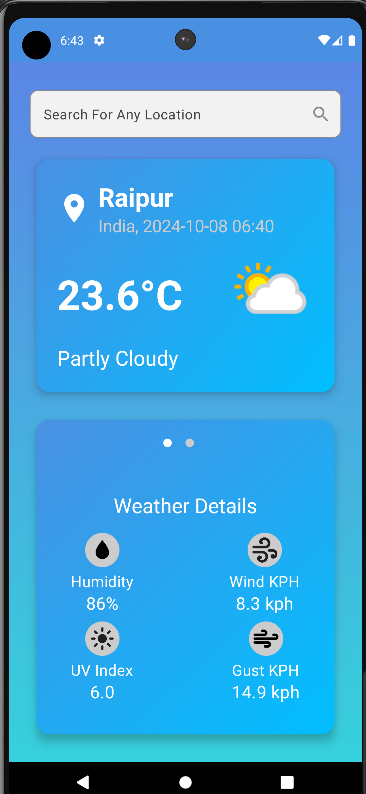 6:43
Search For Any Location
Raipur
India, 2024-10-08 06:40
23.6°C
Partly Cloudy
Weather Details
Humidity
86%
Wind KPH
8.3 kph
UV Index
6.0
Gust KPH
14.9 kph